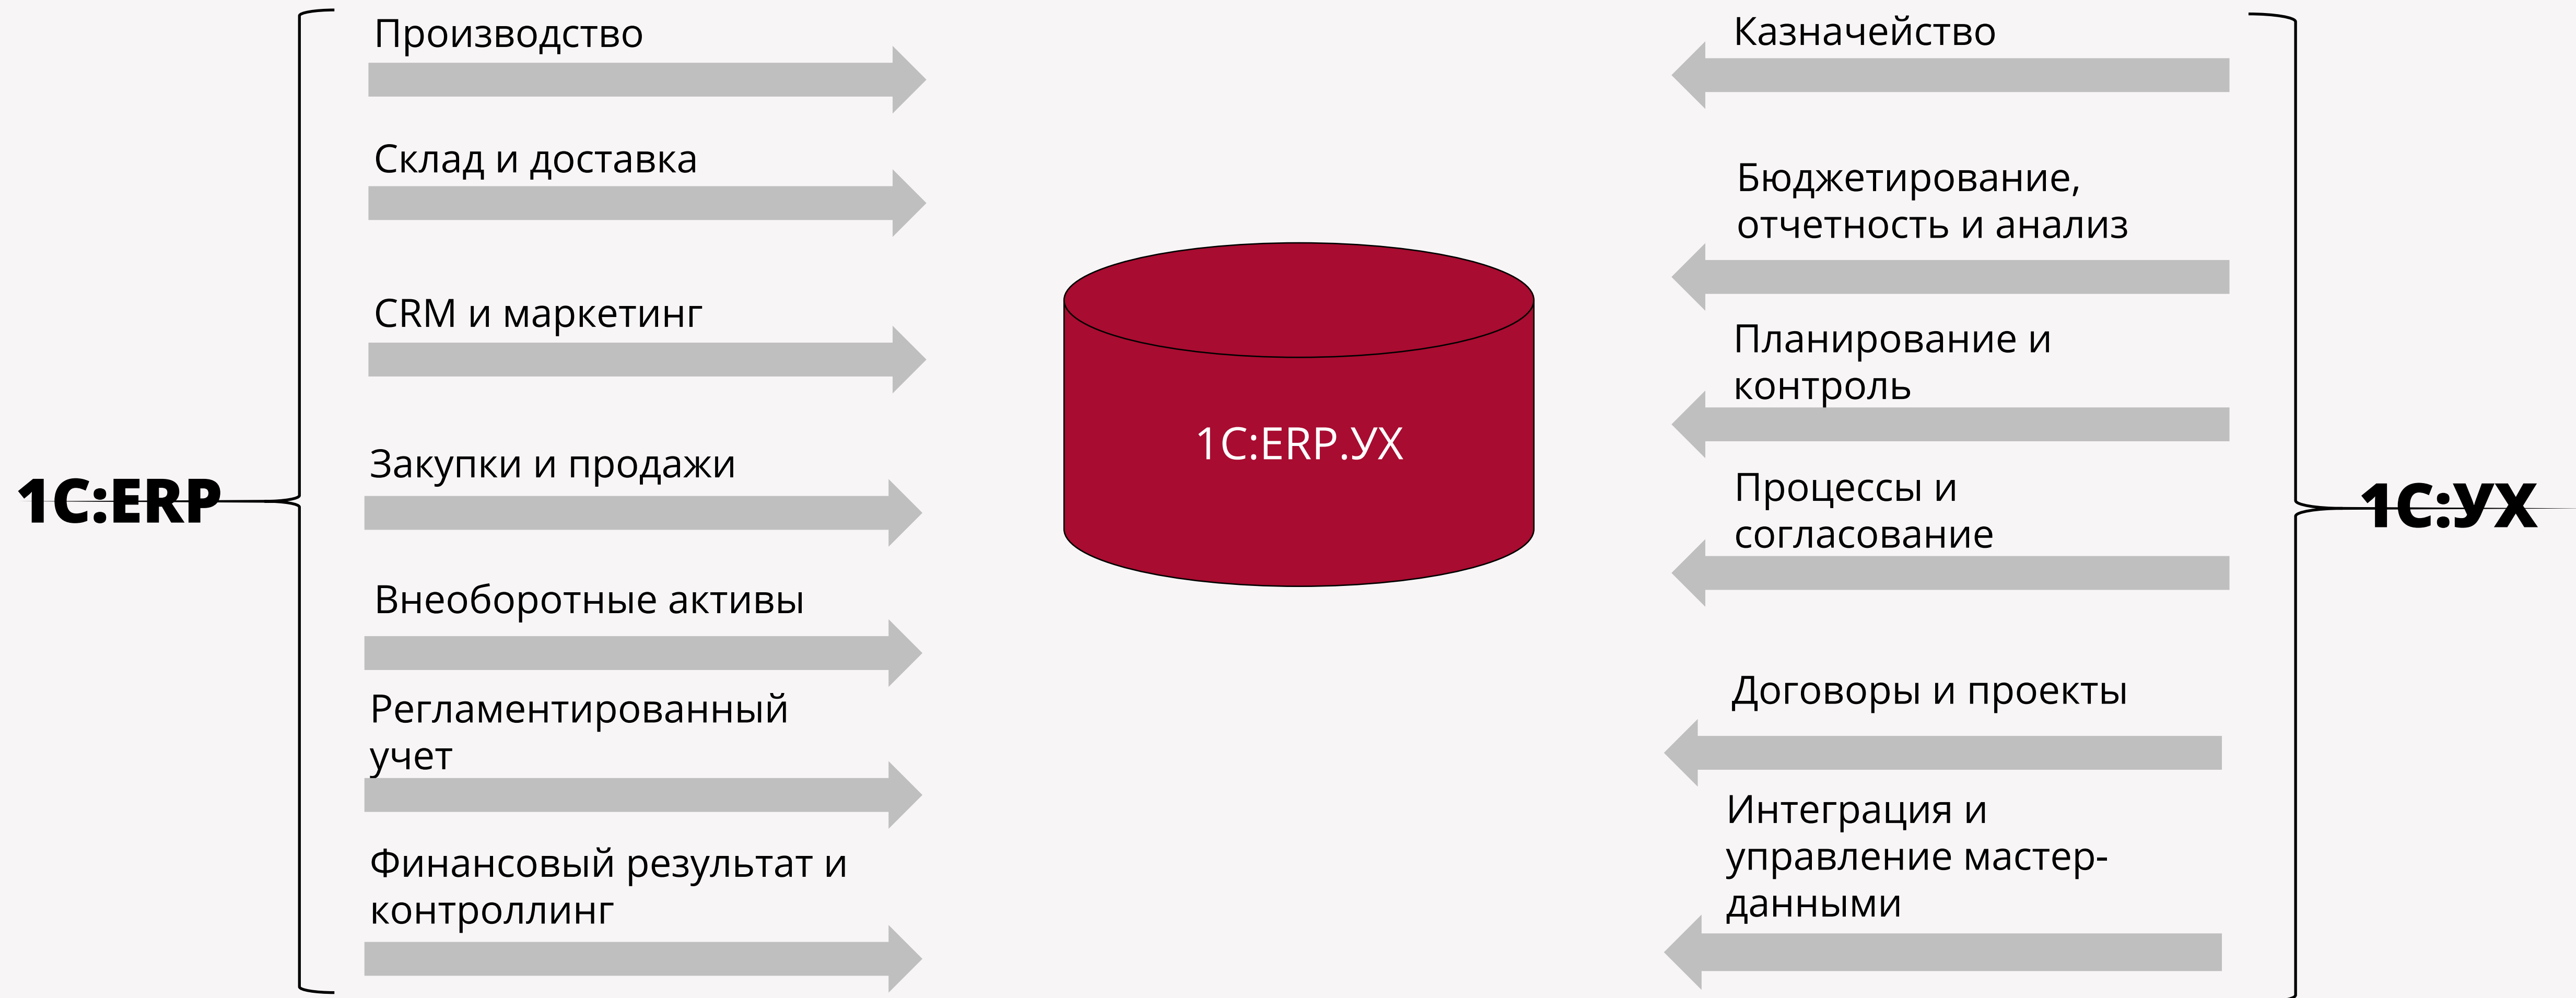 1С:ERP
Производство
Склад и доставка
CRM и маркетинг
Закупки и продажи
Внеоборотные активы
Регламентированный
учет
Финансовый результат и
контроллинг
1С:ERP.УХ
Казначейство
Бюджетирование,
отчетность и анализ
Планирование и
контроль
Процессы и
согласование
Договоры и проекты
Интеграция и
управление мастер-
данными
1С:УХ